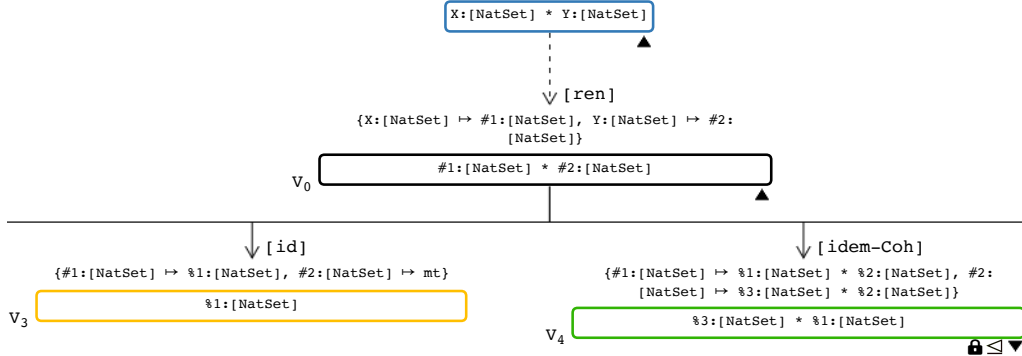 X:[NatSet] * Y:[NatSet]
[ren]
{X:[NatSet] ↦ #1:[NatSet], Y:[NatSet] ↦ #2:
[NatSet]}
#1:[NatSet] * #2:[NatSet]
V0
[id]
{#1:[NatSet] ↦ %1:[NatSet], #2:[NatSet] ↦ mt}
%1:[NatSet]
V3
[idem-Coh]
{#1:[NatSet] ↦ %1:[NatSet] * %2:[NatSet], #2:
[NatSet] ↦ %3:[NatSet] * %2:[NatSet]}
%3:[NatSet] * %1:[NatSet]
V4